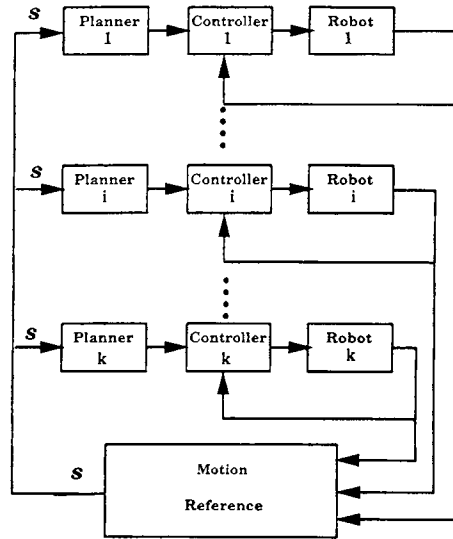 s Planner Controller Robot
1 1 1
s Planner Controller Robot
i i i
s Planner Controller Robot
k k k
s Motion
Reference